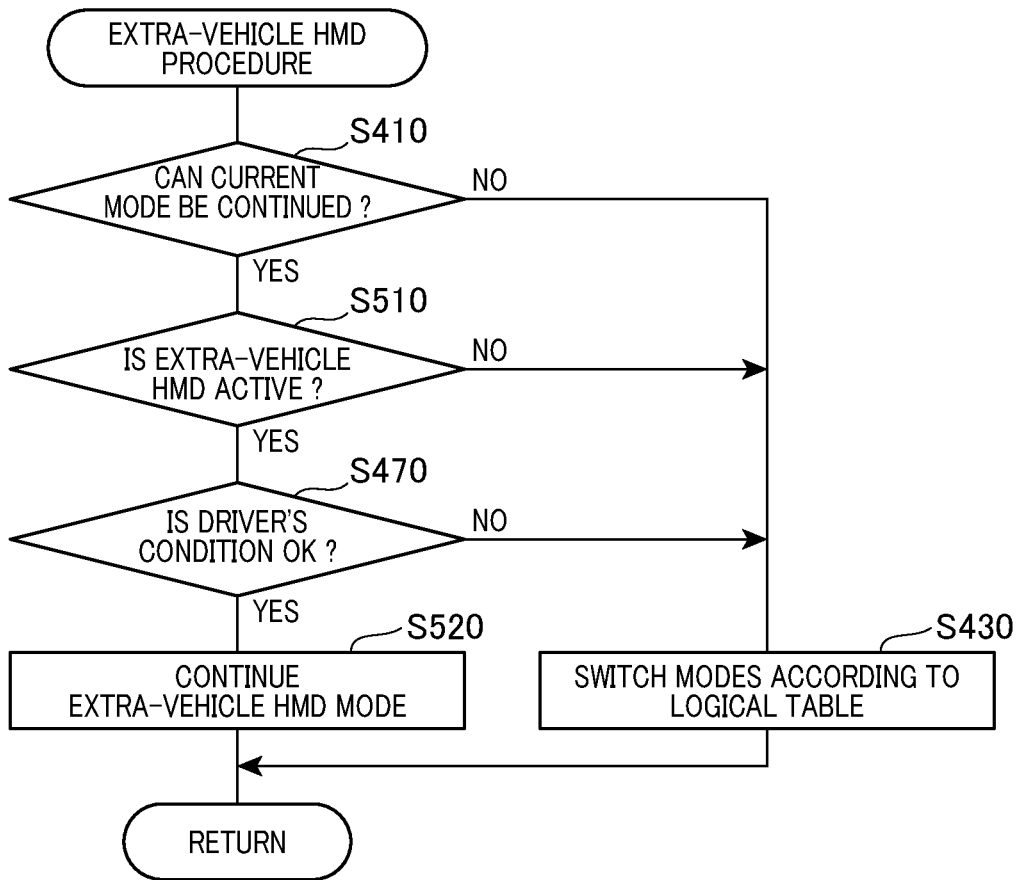 EXTRA-VEHICLE HMD
PROCEDURE
S410
CAN CURRENT
MODE BE CONTINUED ?
NO
YES
S510
IS EXTRA-VEHICLE
HMD ACTIVE ?
NO
YES
S470
IS DRIVER'S
CONDITION OK ?
NO
YES
S520
CONTINUE
EXTRA-VEHICLE HMD MODE
S430
SWITCH MODES ACCORDING TO
LOGICAL TABLE
RETURN